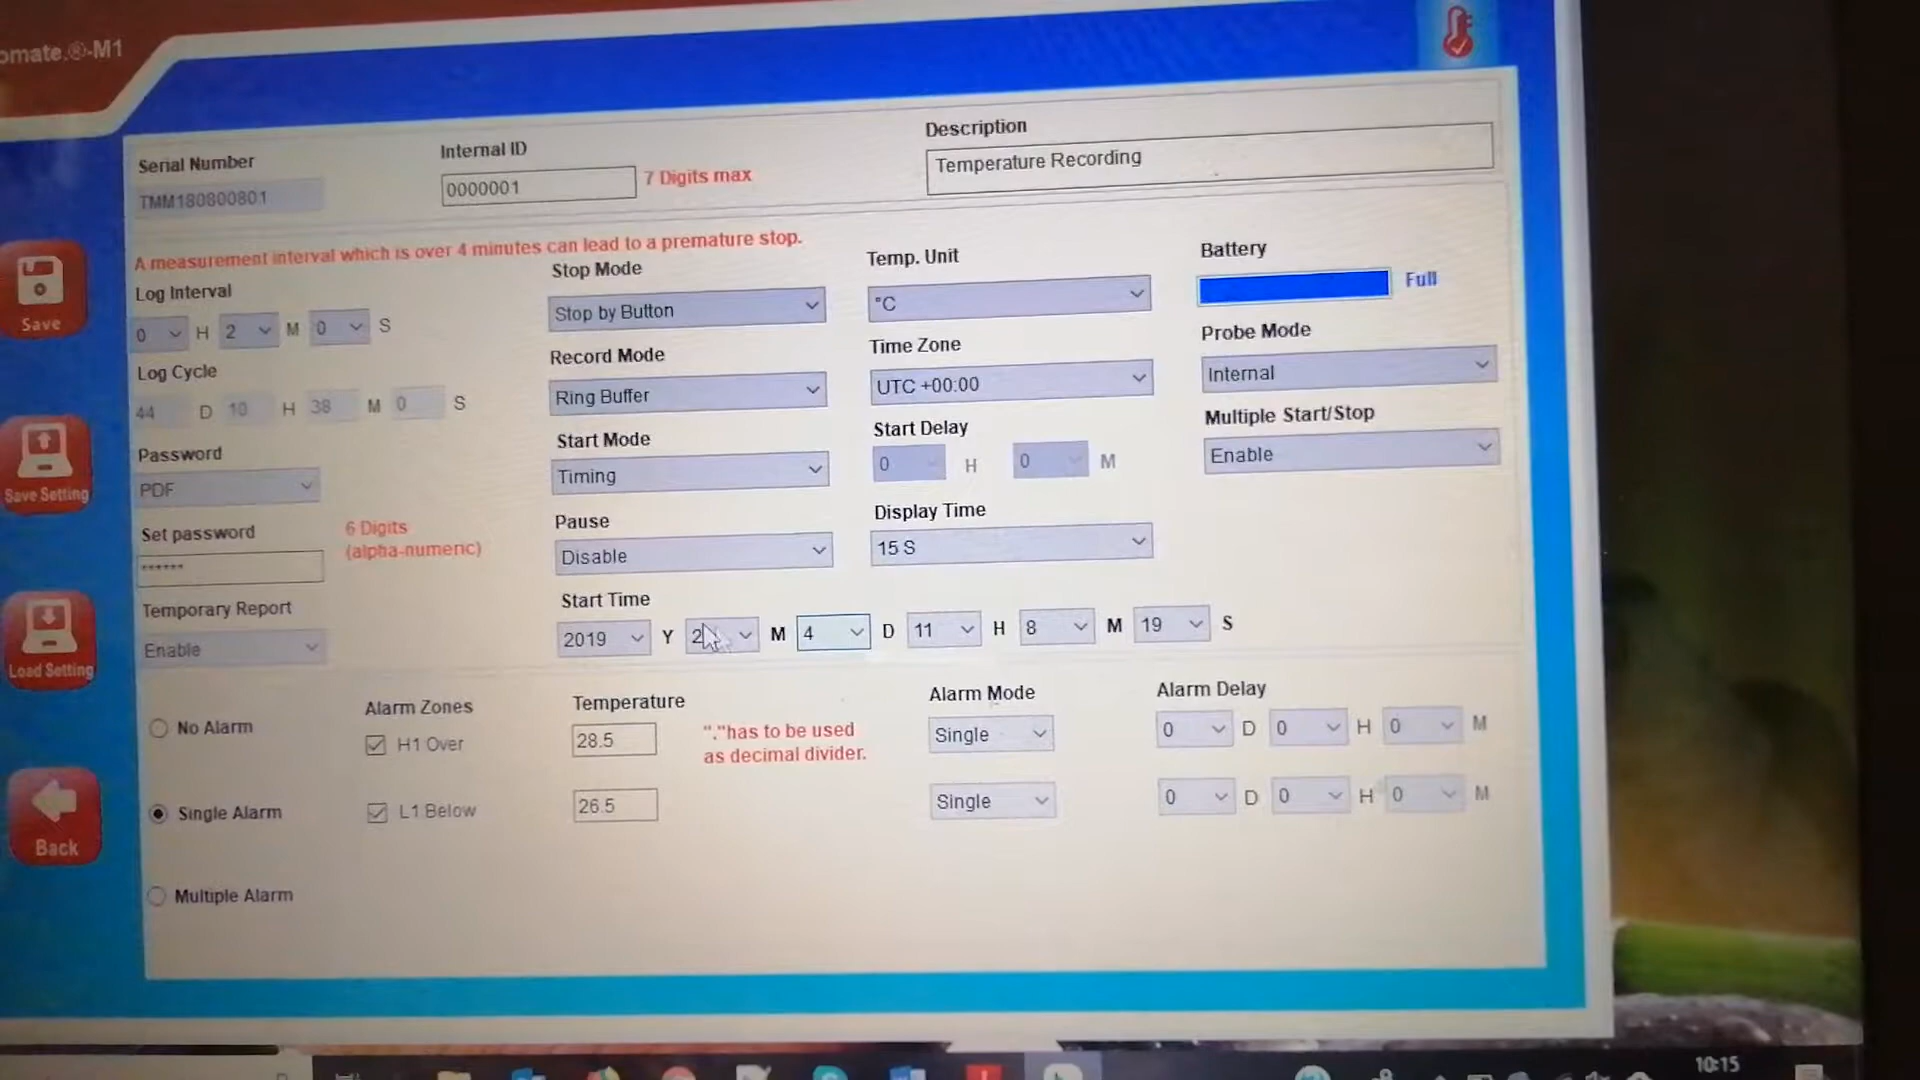 omate.®-M1
Serial Number
TMM180800801
Internal ID
0000001
7 Digits max
Description
Temperature Recording
A measurement interval which is over 4 minutes can lead to a premature stop.
Log Interval
0 H 2 M 0 S
Log Cycle
44 D 10 H 38 M 0 S
Password
PDF
Set password
******
6 Digits
(alpha-numeric)
Temporary Report
Enable
Stop Mode
Stop by Button
Record Mode
Ring Buffer
Start Mode
Timing
Pause
Disable
Temp. Unit
°C
Time Zone
UTC +00:00
Start Delay
0 H 0 M
Display Time
15 S
Battery
Full
Probe Mode
Internal
Multiple Start/Stop
Enable
Start Time
2019 Y 2 M 4 D 11 H 8 M 19 S
No Alarm
Single Alarm
Multiple Alarm
Alarm Zones
H1 Over
L1 Below
Temperature
28.5
26.5
"."has to be used
as decimal divider.
Alarm Mode
Single
Single
Alarm Delay
0 D 0 H 0 M
0 D 0 H 0 M
Save
Save Setting
Load Setting
Back
10:15